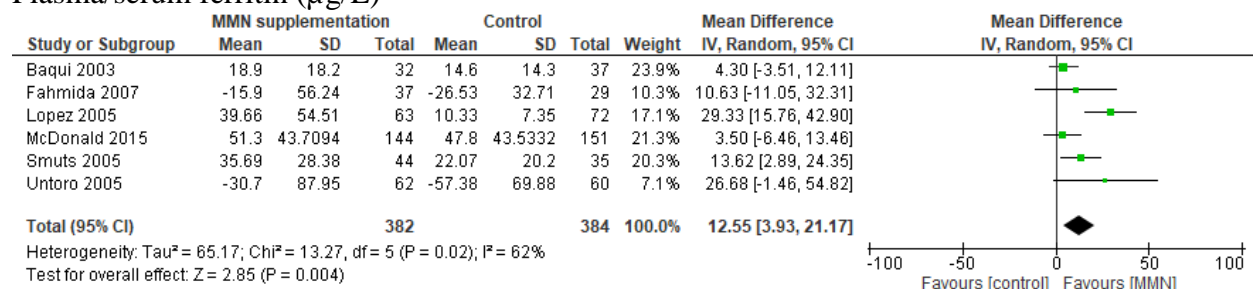 Plasma/serum ferritin (µg/L)
MMN supplementation Control Mean Difference Mean Difference
Study or Subgroup Mean SD Total Mean SD Total Weight IV, Random, 95% CI IV, Random, 95% CI
Baqui 2003 18.9 18.2 32 14.6 14.3 37 23.9% 4.30 [-3.51, 12.11]
Fahmida 2007 -15.9 56.24 37 -26.53 32.71 29 10.3% 10.63 [-11.05, 32.31]
Lopez 2005 39.66 54.51 63 10.33 7.35 72 17.1% 29.33 [15.76, 42.90]
McDonald 2015 51.3 43.7094 144 47.8 43.5332 151 21.3% 3.50 [-6.46, 13.46]
Smuts 2005 35.69 28.38 44 22.07 20.2 35 20.3% 13.62 [2.89, 24.35]
Untoro 2005 -30.7 87.95 62 -57.38 69.88 60 7.1% 26.68 [-1.46, 54.82]
Total (95% CI) 382 384 100.0% 12.55 [3.93, 21.17]
Heterogeneity: Tau² = 65.17; Chi² = 13.27, df = 5 (P = 0.02); I² = 62%
Test for overall effect: Z = 2.85 (P = 0.004)
-100 -50 0 50 100
Favours [control] Favours [MMN]